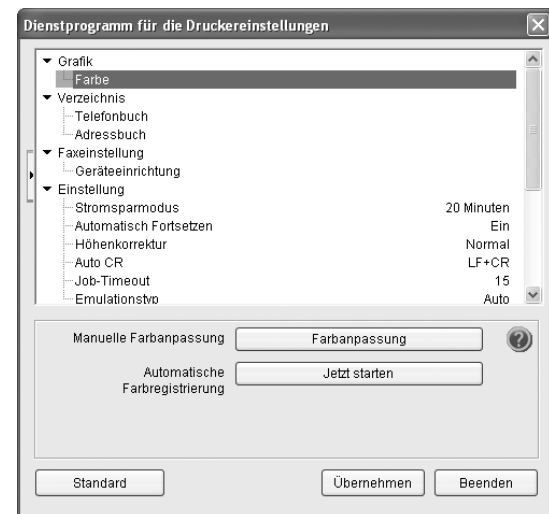 Dienstprogramm für die Druckereinstellungen
Grafik
Farbe
Verzeichnis
Telefonbuch
Adressbuch
Faxeinstellung
Geräteeinrichtung
Einstellung
Stromsparmodus 20 Minuten
Automatisch Fortsetzen Ein
Höhenkorrektur Normal
Auto CR LF+CR
Job-Timeout 15
Emulationstyp Auto
Manuelle Farbanpassung Farbanpassung
Automatische Jetzt starten
Farbregistrierung
Standard Übernehmen Beenden